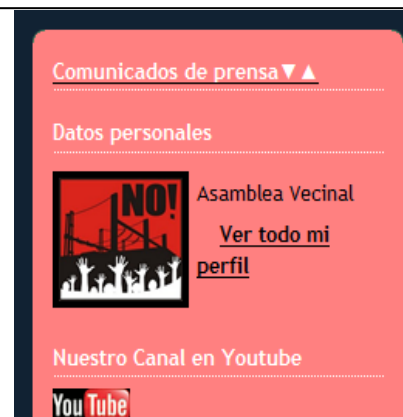 Comunicados de prensa▼▲
Datos personales
NO!
Asamblea Vecinal
Ver todo mi
perfil
Nuestro Canal en Youtube
YouTube